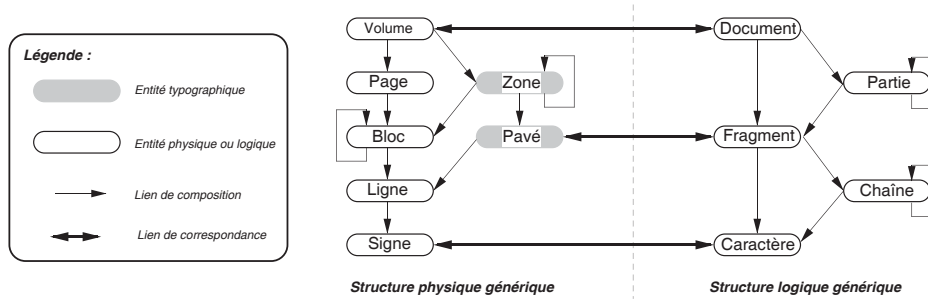 Légende :
Entité typographique
Entité physique ou logique
Lien de composition
Lien de correspondance
Volume
Page
Zone
Bloc
Pavé
Ligne
Signe
Structure physique générique
Document
Partie
Fragment
Chaîne
Caractère
Structure logique générique